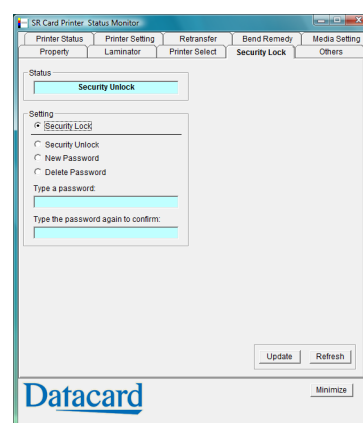 SR Card Printer Status Monitor
Printer Status Printer Setting Retransfer Bend Remedy Media Setting
Property Laminator Printer Select Security Lock Others
Status
Security Unlock
Setting
Security Lock
Security Unlock
New Password
Delete Password
Type a password:
Type the password again to confirm:
Update Refresh
Datacard Minimize